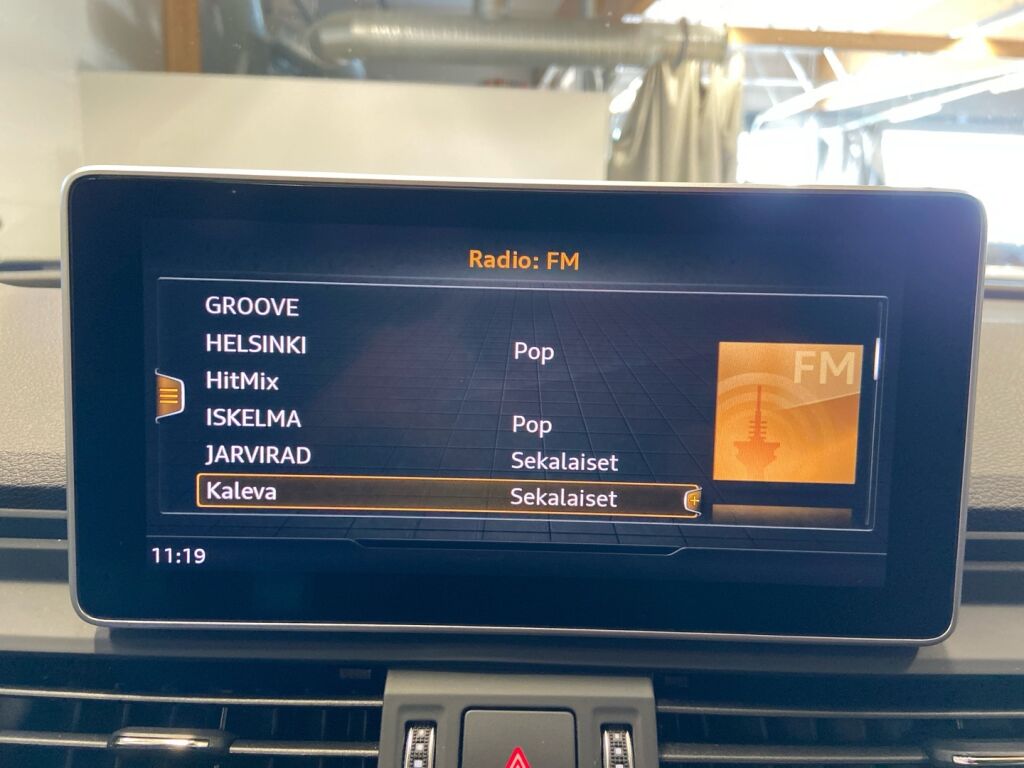 Radio: FM
GROOVE
HELSINKI Pop
HitMix
ISKELMA Pop
JARVIRAD Sekalaiset
Kaleva Sekalaiset
FM
11:19